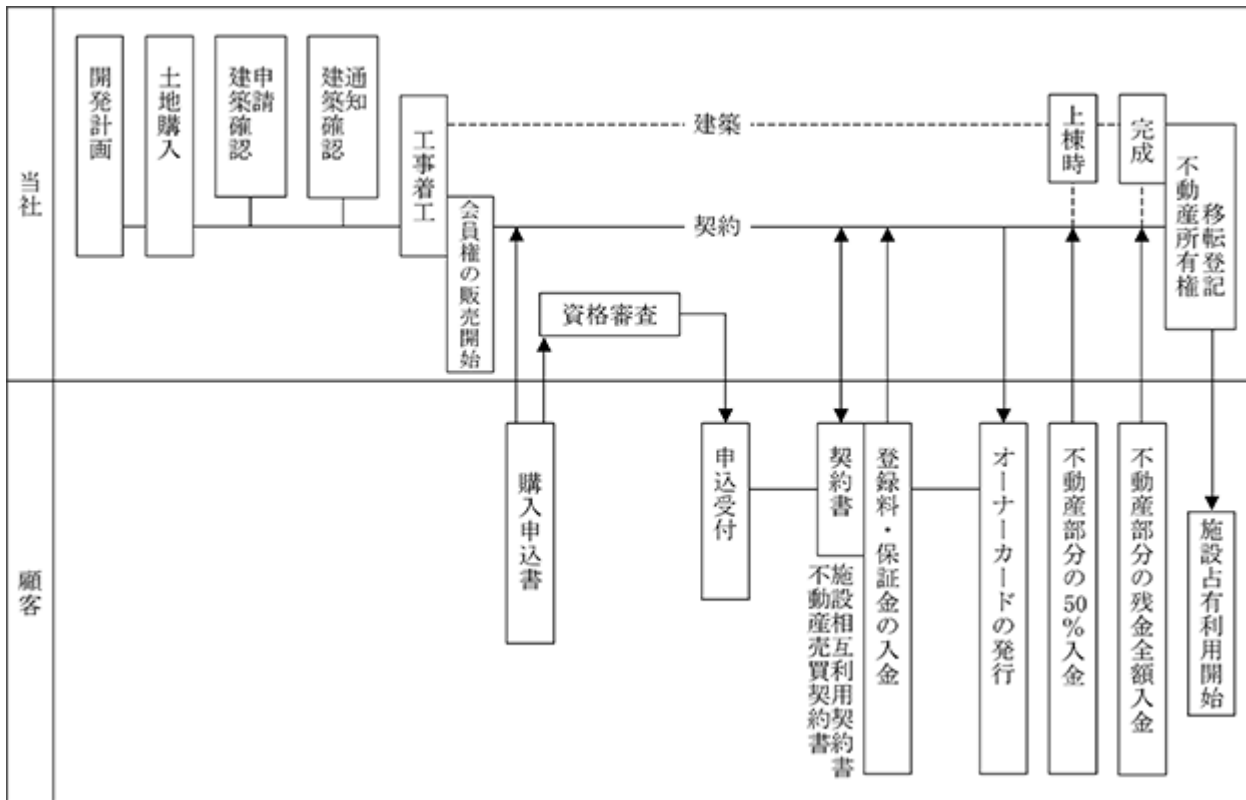 当社
開発計画
土地購入
建築確認
申請
建築確認
通知
工事着工
会員権の販売開始
建築
契約
上棟時
完成
不動産所有権
移転登記
資格審査
顧客
購入申込書
申込受付
契約書
不動産売買契約書
施設相互利用契約書
登録料・保証金の入金
オーナーカードの発行
不動産部分の50%入金
不動産部分の残金全額入金
施設占有利用開始